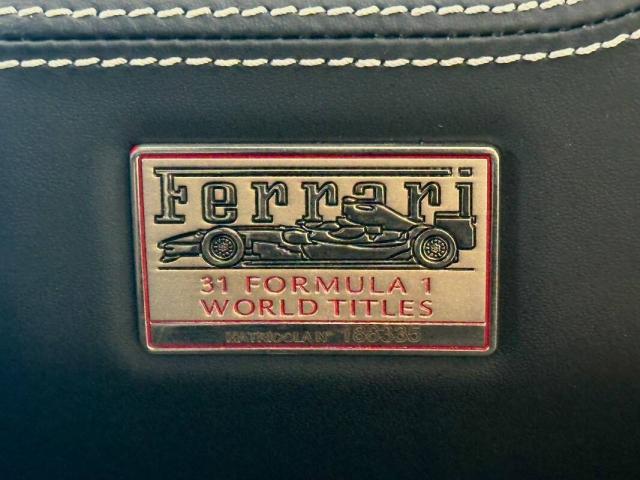 Ferrari
31 FORMULA 1
WORLD TITLES
MATRICOLA N°